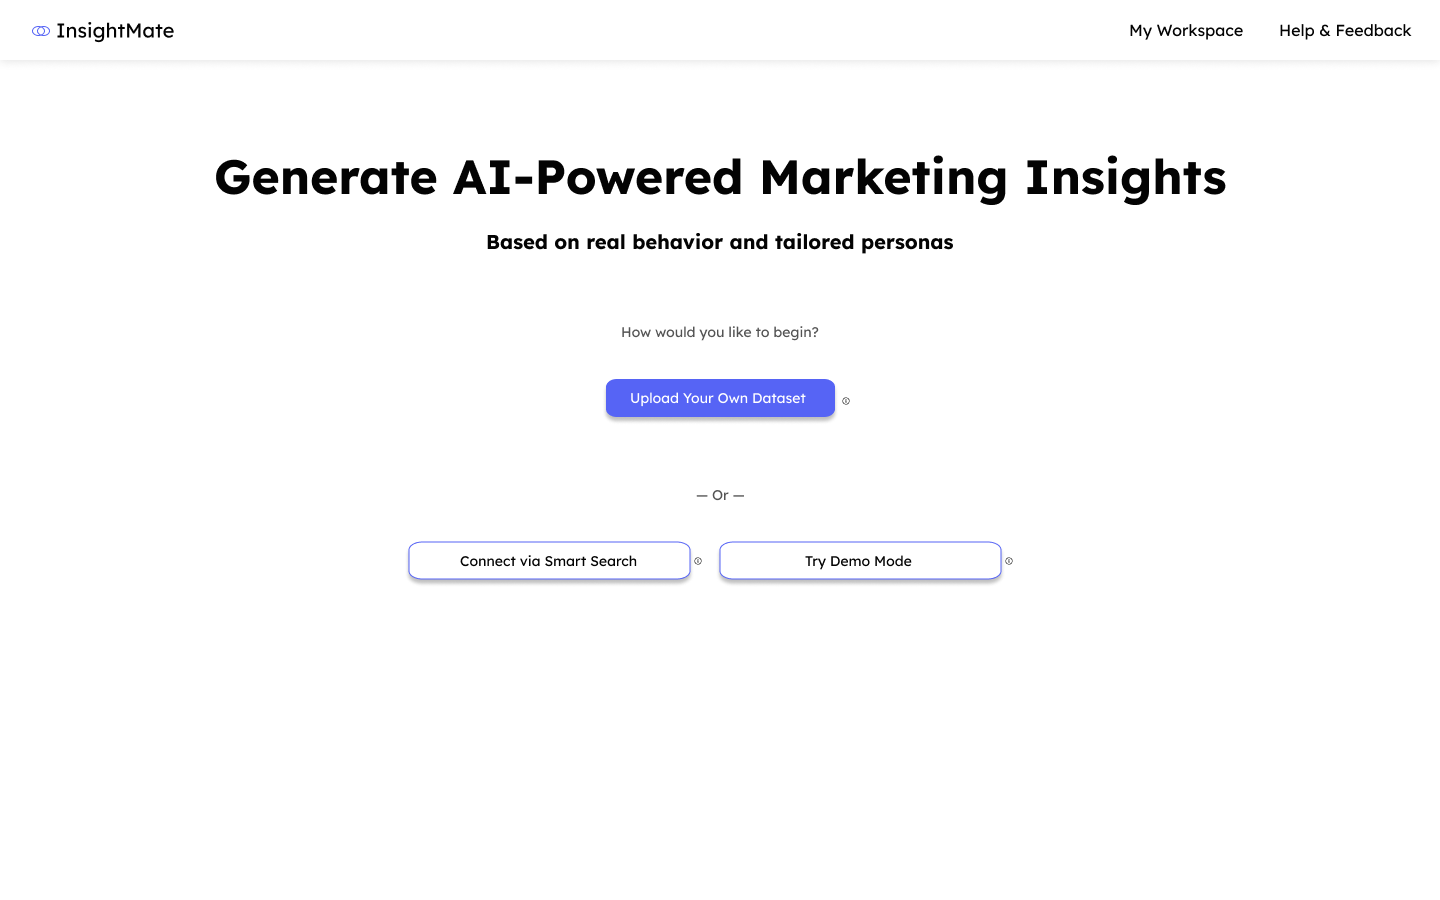 InsightMate
My Workspace
Help & Feedback
Generate AI-Powered Marketing Insights
Based on real behavior and tailored personas
How would you like to begin?
Upload Your Own Dataset
— Or —
Connect via Smart Search
Try Demo Mode